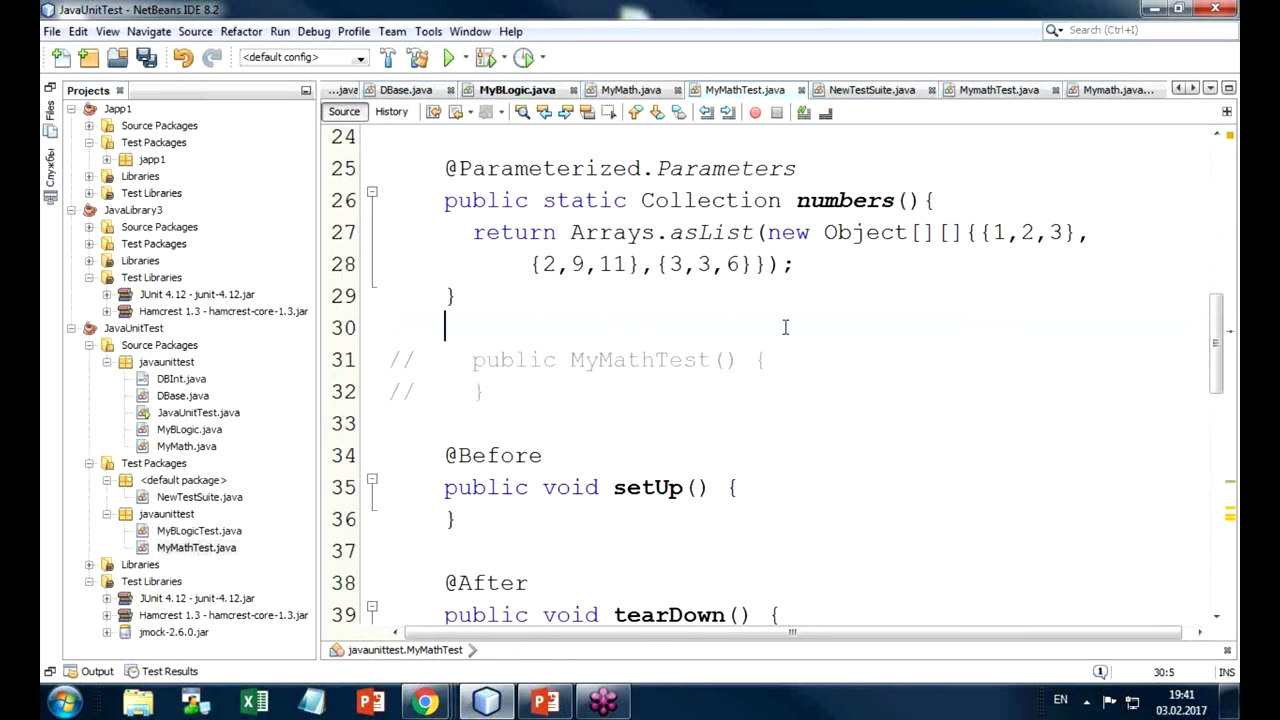 JavaUnitTest - NetBeans IDE 8.2
File Edit View Navigate Source Refactor Run Debug Profile Team Tools Window Help
Search (Ctrl+I)
<default config>
Projects
...java DBase.java MyBLogic.java MyMath.java MyMathTest.java NewTestSuite.java MymathTest.java Mymath.java...
Source History
Files
Службы
Japp1
Source Packages
Test Packages
japp1
Libraries
Test Libraries
JavaLibrary3
Source Packages
Test Packages
Libraries
Test Libraries
JUnit 4.12 - junit-4.12.jar
Hamcrest 1.3 - hamcrest-core-1.3.jar
JavaUnitTest
Source Packages
javaunittest
DBInt.java
DBase.java
JavaUnitTest.java
MyBLogic.java
MyMath.java
Test Packages
<default package>
NewTestSuite.java
javaunittest
MyBLogicTest.java
MyMathTest.java
Libraries
Test Libraries
JUnit 4.12 - junit-4.12.jar
Hamcrest 1.3 - hamcrest-core-1.3.jar
jmock-2.6.0.jar
24
25 @Parameterized.Parameters
26 public static Collection numbers(){
27 return Arrays.asList(new Object[][]{{1,2,3},
28 {2,9,11},{3,3,6}});
29 }
30
31 // public MyMathTest() {
32 // }
33
34 @Before
35 public void setUp() {
36 }
37
38 @After
39 public void tearDown() {
javaunittest.MyMathTest
Output Test Results
1 30:5 INS
EN 19:41
03.02.2017